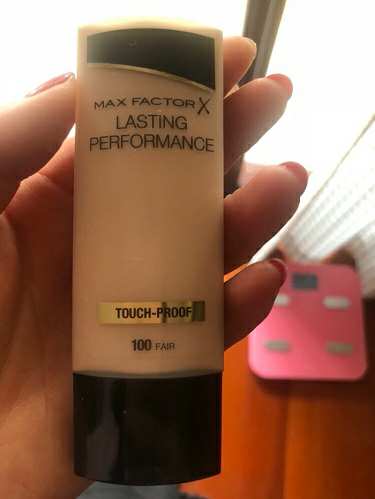 MAX FACTOR X
LASTING
PERFORMANCE
TOUCH-PROOF
100 FAIR